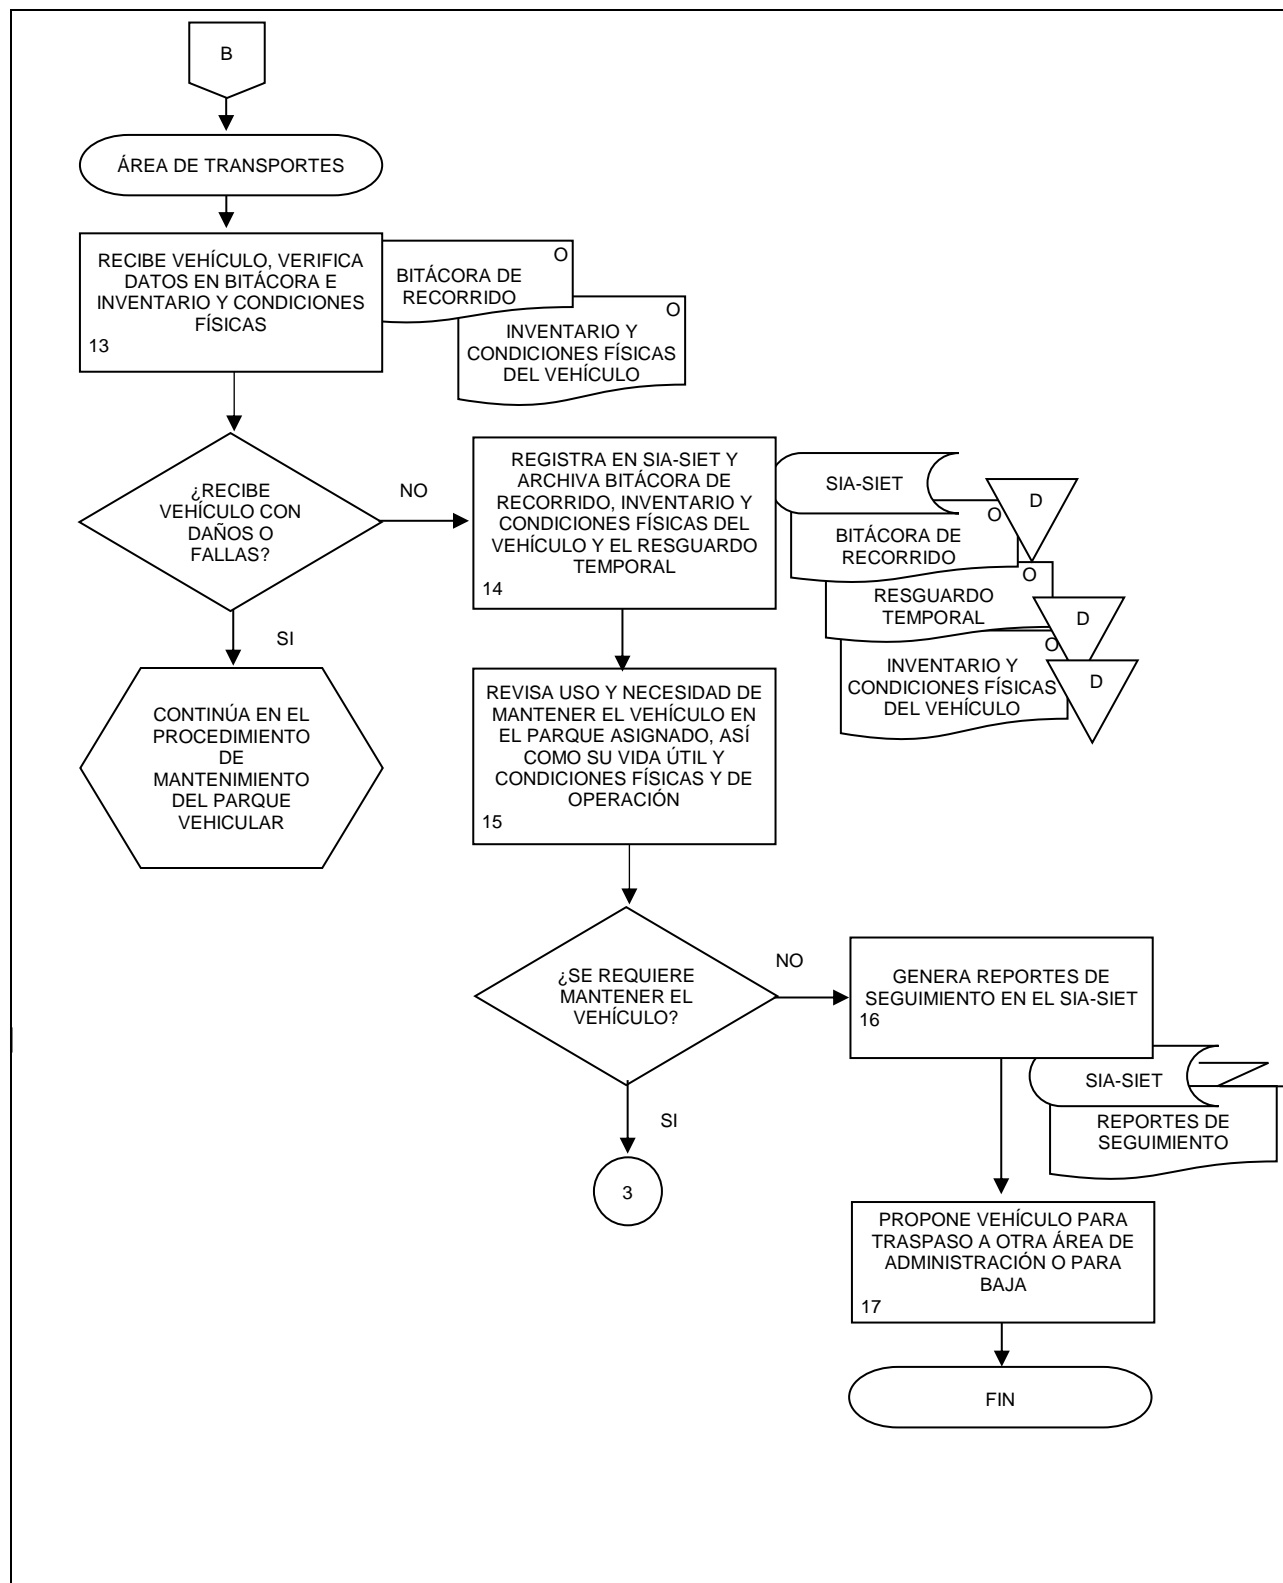 B
ÁREA DE TRANSPORTES
RECIBE VEHÍCULO, VERIFICA
DATOS EN BITÁCORA E
INVENTARIO Y CONDICIONES
FÍSICAS
13
O
BITÁCORA DE
RECORRIDO
O
INVENTARIO Y
CONDICIONES FÍSICAS
DEL VEHÍCULO
¿RECIBE
VEHÍCULO CON
DAÑOS O
FALLAS?
NO
SI
CONTINÚA EN EL
PROCEDIMIENTO
DE
MANTENIMIENTO
DEL PARQUE
VEHICULAR
REGISTRA EN SIA-SIET Y
ARCHIVA BITÁCORA DE
RECORRIDO, INVENTARIO Y
CONDICIONES FÍSICAS DEL
VEHÍCULO Y EL RESGUARDO
TEMPORAL
14
SIA-SIET
D
O
BITÁCORA DE
RECORRIDO
O
RESGUARDO
TEMPORAL
D
O
INVENTARIO Y
CONDICIONES FÍSICAS
DEL VEHÍCULO
D
REVISA USO Y NECESIDAD DE
MANTENER EL VEHÍCULO EN
EL PARQUE ASIGNADO, ASÍ
COMO SU VIDA ÚTIL Y
CONDICIONES FÍSICAS Y DE
OPERACIÓN
15
¿SE REQUIERE
MANTENER EL
VEHÍCULO?
NO
SI
3
GENERA REPORTES DE
SEGUIMIENTO EN EL SIA-SIET
16
SIA-SIET
REPORTES DE
SEGUIMIENTO
PROPONE VEHÍCULO PARA
TRASPASO A OTRA ÁREA DE
ADMINISTRACIÓN O PARA
BAJA
17
FIN